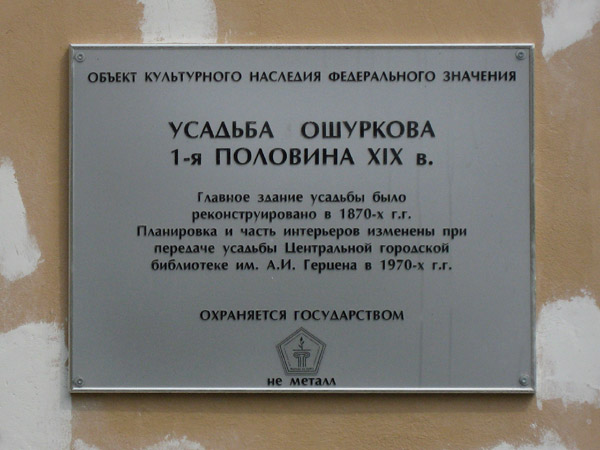 ОБЪЕКТ КУЛЬТУРНОГО НАСЛЕДИЯ ФЕДЕРАЛЬНОГО ЗНАЧЕНИЯ
УСАДЬБА ОШУРКОВА
1-я ПОЛОВИНА XIX в.
Главное здание усадьбы было
реконструировано в 1870-х г.г.
Планировка и часть интерьеров изменены при
передаче усадьбы Центральной городской
библиотеке им. А.И. Герцена в 1970-х г.г.
ОХРАНЯЕТСЯ ГОСУДАРСТВОМ
не металл